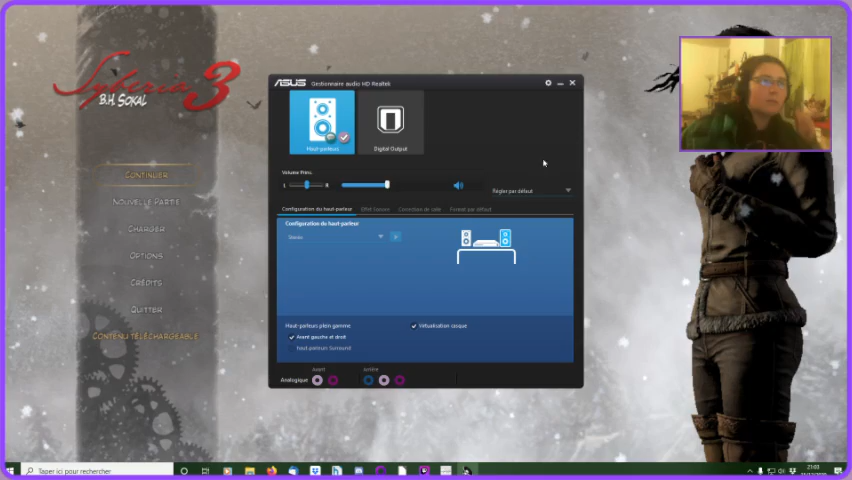 Syberia 3
B.H. SOKAL
CONTINUER
NOUVELLE PARTIE
CHARGER
OPTIONS
CRÉDITS
QUITTER
CONTENU TÉLÉCHARGEABLE
ASUS Gestionnaire audio HD Realtek
Haut-parleurs
Digital Output
Volume Princ.
L R
Régler par défaut
Configuration du haut-parleur Effet Sonore Correction de salle Format par défaut
Configuration du haut-parleur
Stéréo
Haut-parleurs plein gamme
Virtualisation casque
Avant gauche et droit
haut-parleurs Surround
Avant Arrière
Analogique
Taper ici pour rechercher
21:03